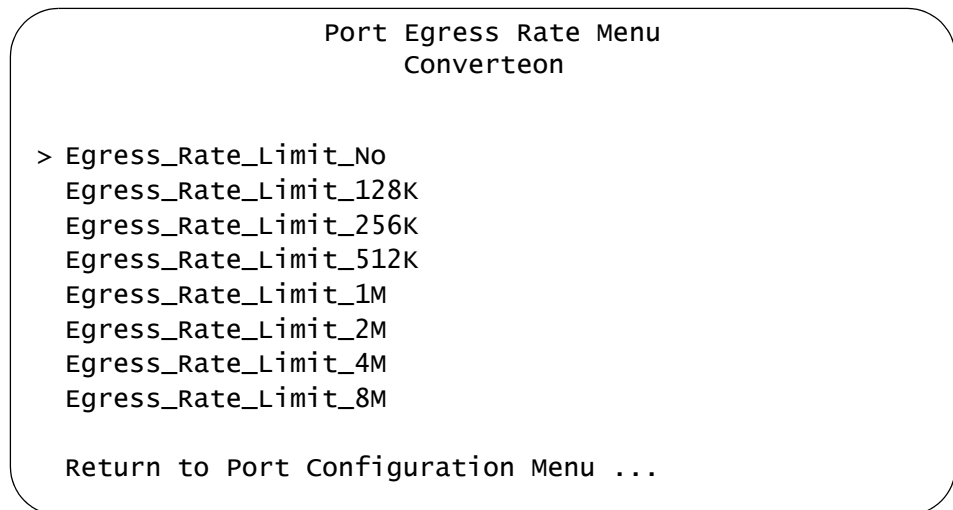 Port Egress Rate Menu
Converteon
> Egress_Rate_Limit_No
Egress_Rate_Limit_128K
Egress_Rate_Limit_256K
Egress_Rate_Limit_512K
Egress_Rate_Limit_1M
Egress_Rate_Limit_2M
Egress_Rate_Limit_4M
Egress_Rate_Limit_8M
Return to Port Configuration Menu ...